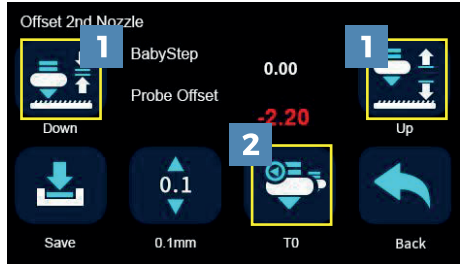 Offset 2nd Nozzle
1
BabyStep
0.00
1
Probe Offset
-2.20
Down
Up
2
0.1
Save
0.1mm
T0
Back